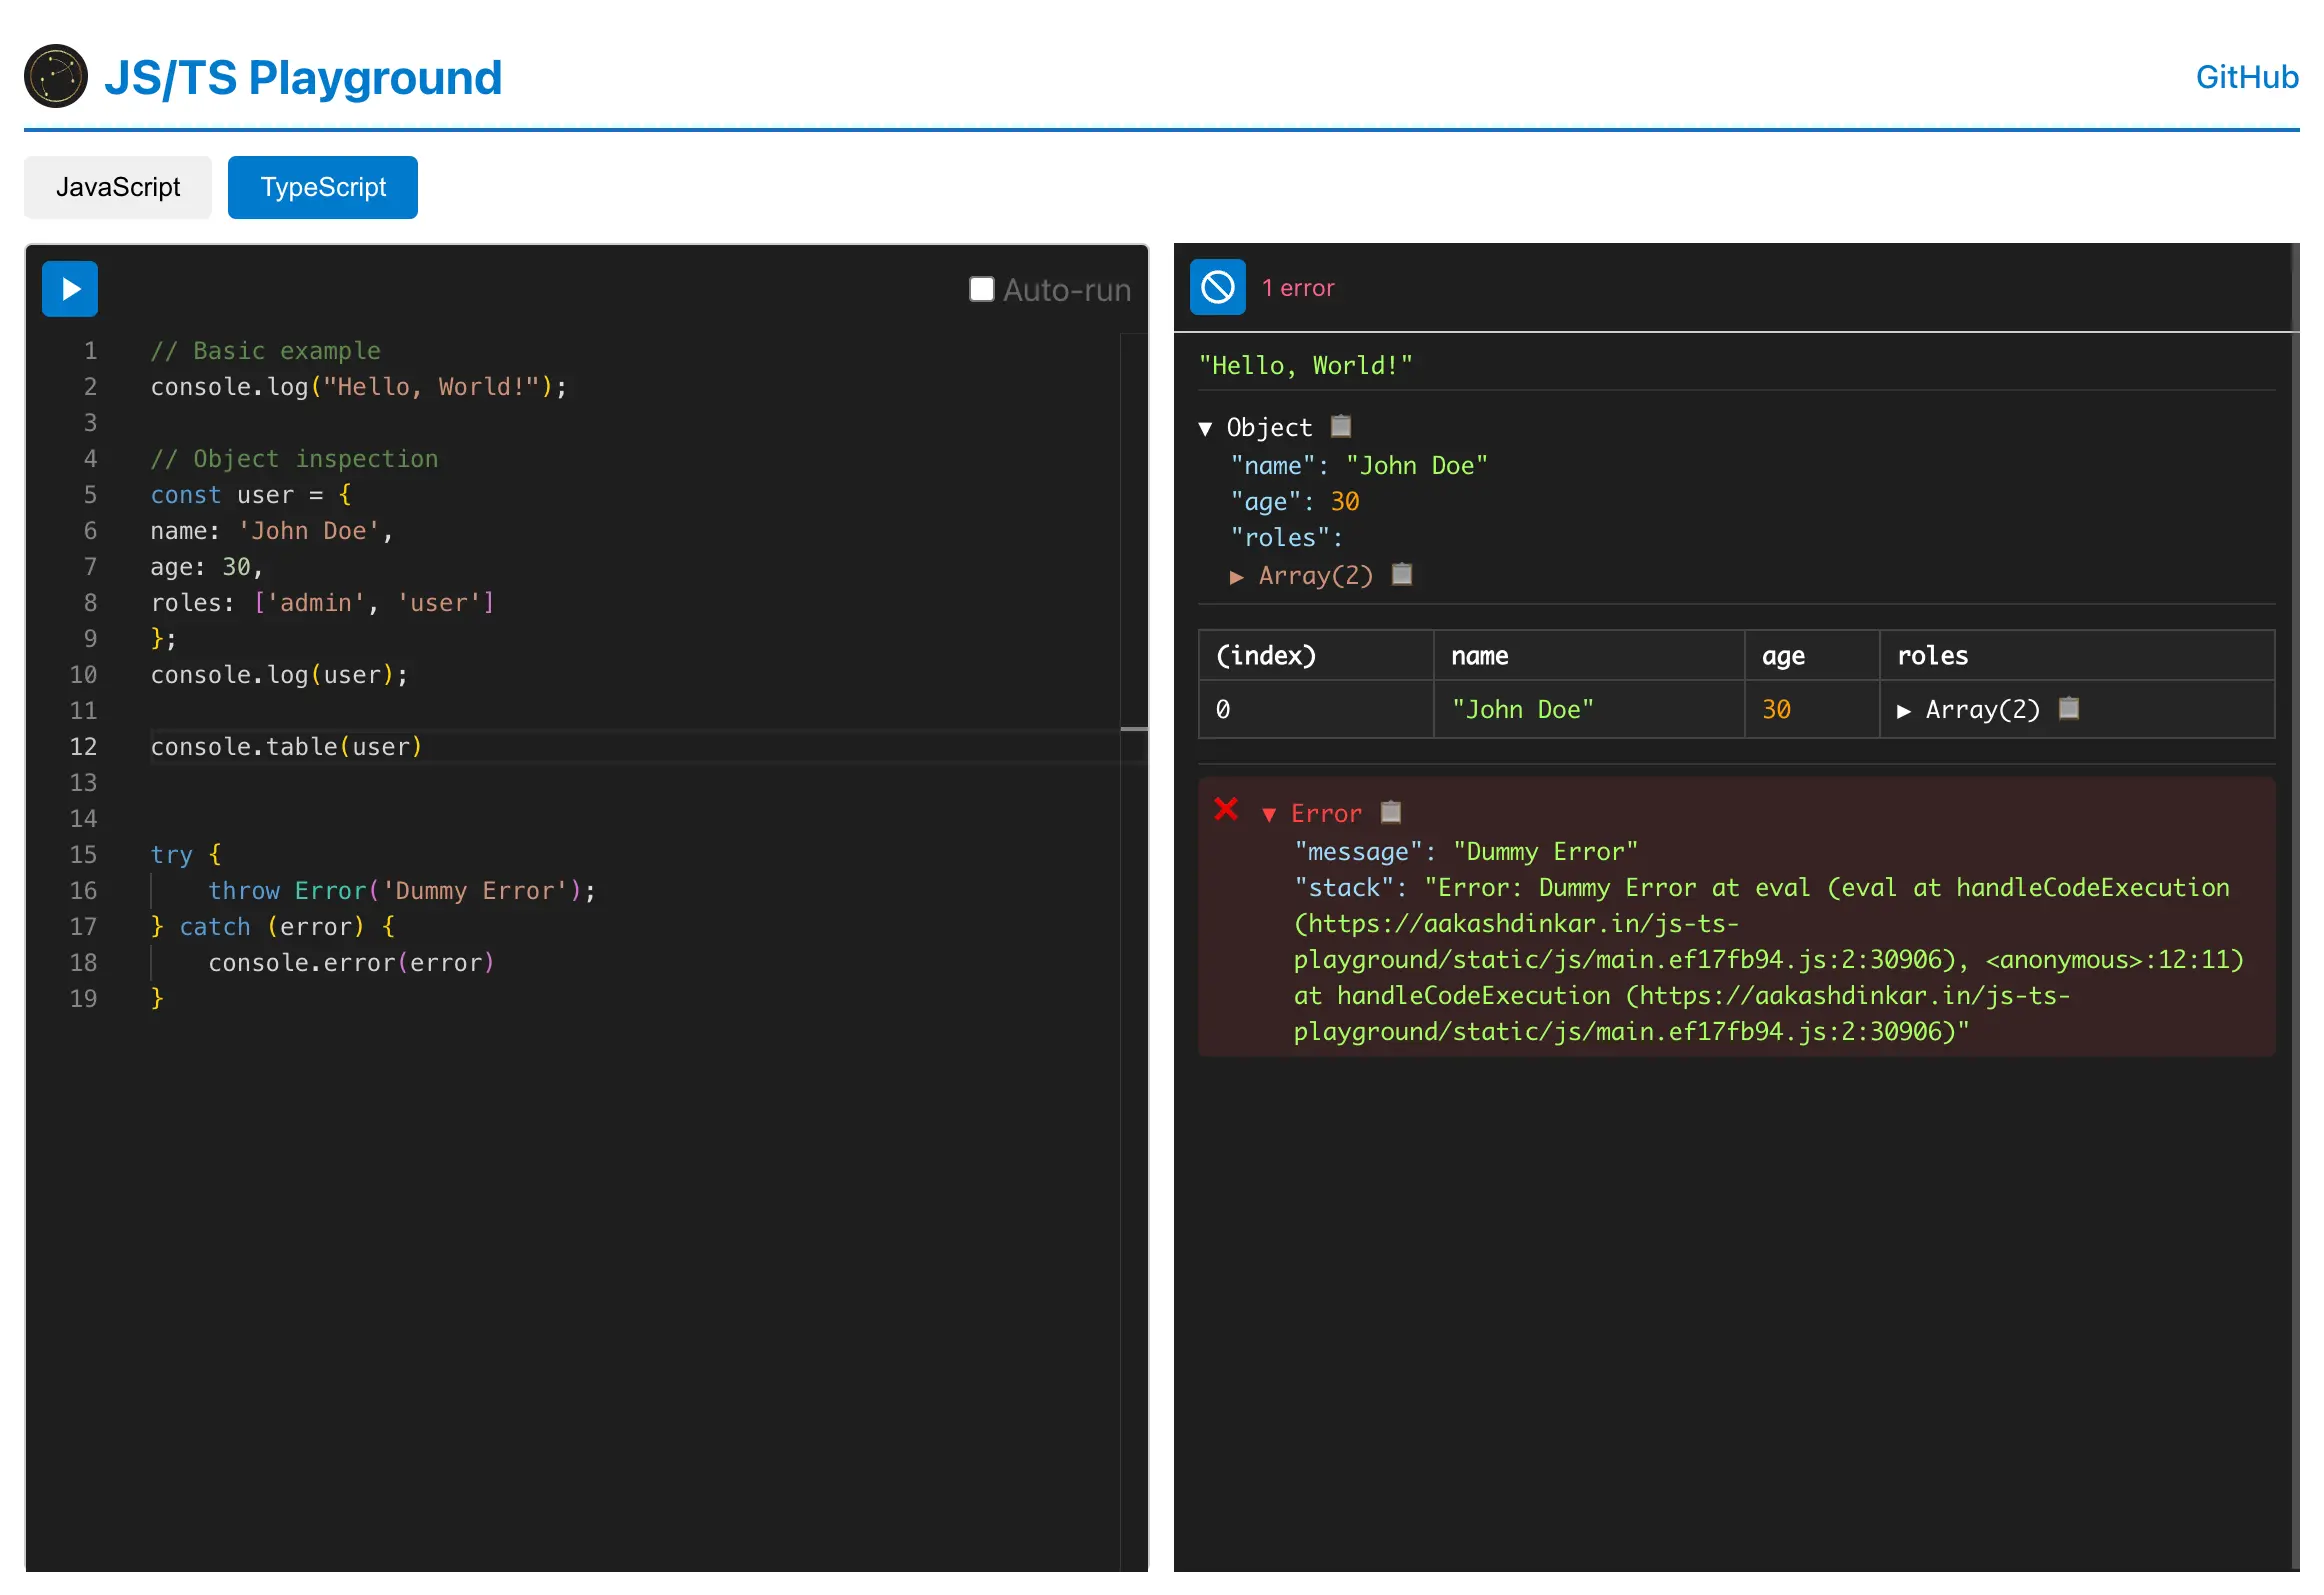 JS/TS Playground
GitHub
JavaScript
TypeScript
Auto-run
1 // Basic example
2 console.log("Hello, World!");
3
4 // Object inspection
5 const user = {
6 name: 'John Doe',
7 age: 30,
8 roles: ['admin', 'user']
9 };
10 console.log(user);
11
12 console.table(user)
13
14
15 try {
16 throw Error('Dummy Error');
17 } catch (error) {
18 console.error(error)
19 }
1 error
"Hello, World!"
▼ Object
"name": "John Doe"
"age": 30
"roles":
▶ Array(2)
(index) name age roles
0 "John Doe" 30 ▶ Array(2)
▼ Error
"message": "Dummy Error"
"stack": "Error: Dummy Error at eval (eval at handleCodeExecution
(https://aakashdinkar.in/js-ts-
playground/static/js/main.ef17fb94.js:2:30906), <anonymous>:12:11)
at handleCodeExecution (https://aakashdinkar.in/js-ts-
playground/static/js/main.ef17fb94.js:2:30906)"